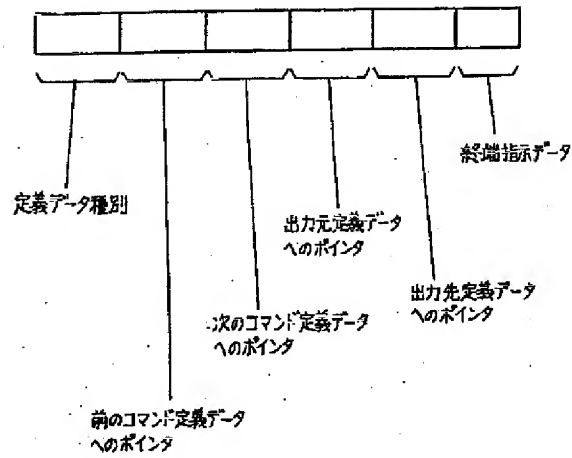 定義データ種別
前のコマンド定義データ
へのポインタ
次のコマンド定義データ
へのポインタ
出力元定義データ
へのポインタ
出力先定義データ
へのポインタ
終端指示データ